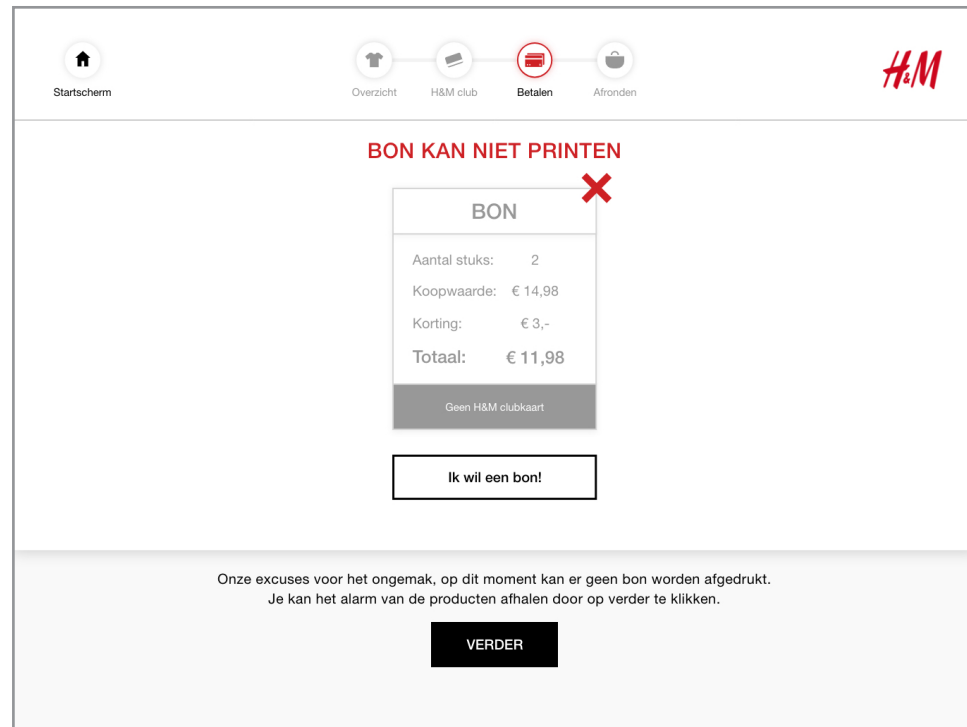 Startscherm
Overzicht
H&M club
Betalen
Afronden
H&M
BON KAN NIET PRINTEN
BON
Aantal stuks: 2
Koopwaarde: € 14,98
Korting: € 3,-
Totaal: € 11,98
Geen H&M clubkaart
Ik wil een bon!
Onze excuses voor het ongemak, op dit moment kan er geen bon worden afgedrukt.
Je kan het alarm van de producten afhalen door op verder te klikken.
VERDER